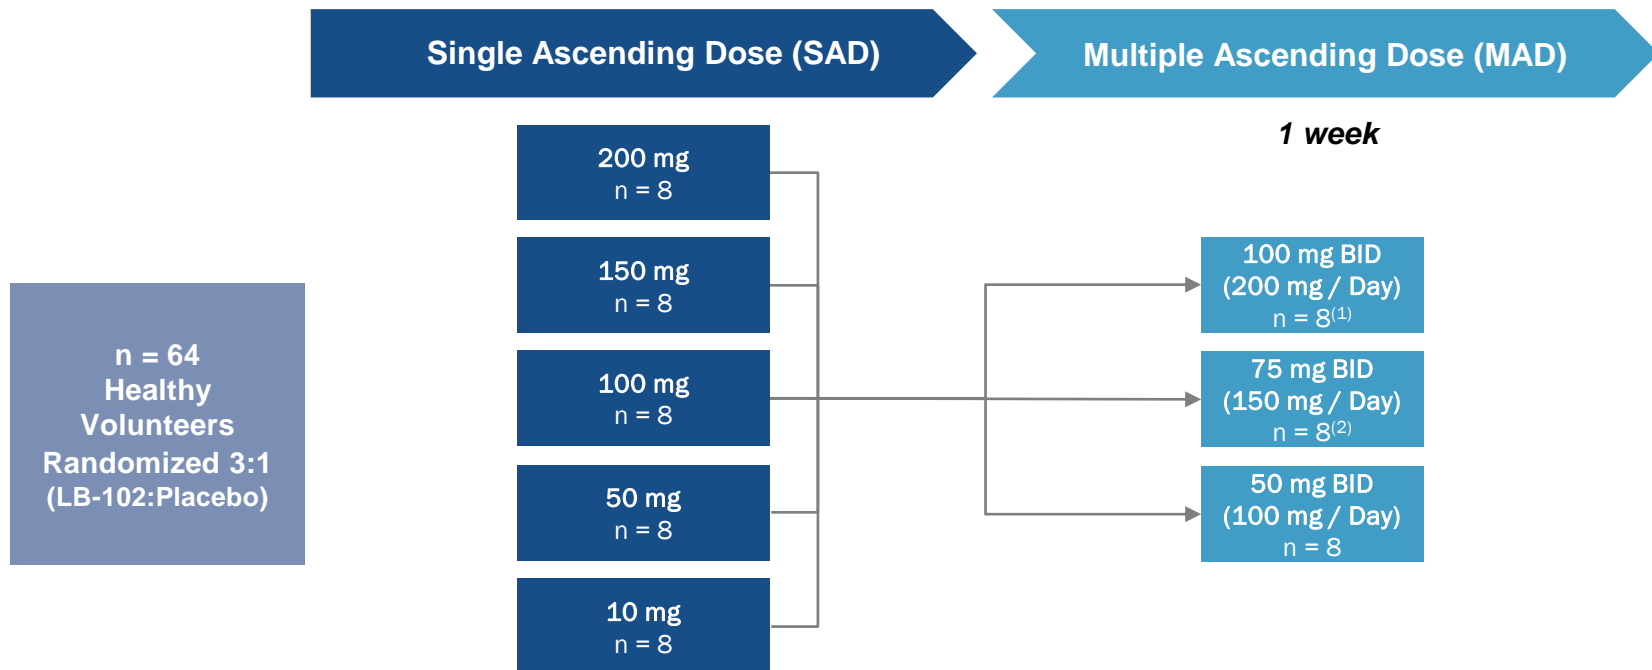 Single Ascending Dose (SAD)
Multiple Ascending Dose (MAD)
1 week
n = 64
Healthy
Volunteers
Randomized 3:1
(LB-102:Placebo)
200 mg
n = 8
150 mg
n = 8
100 mg
n = 8
50 mg
n = 8
10 mg
n = 8
100 mg BID
(200 mg / Day)
n = 8(1)
75 mg BID
(150 mg / Day)
n = 8(2)
50 mg BID
(100 mg / Day)
n = 8